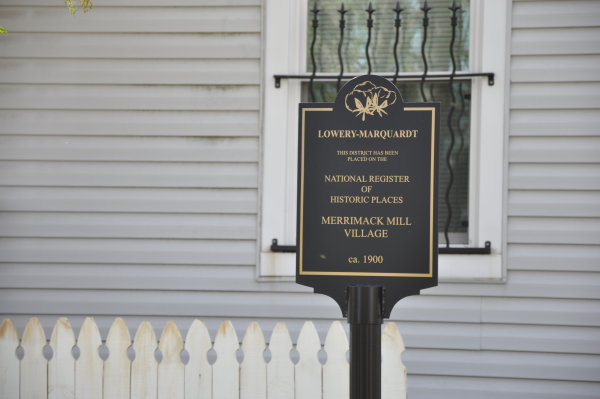 LOWERY-MARQUARDT
THIS DISTRICT HAS BEEN
PLACED ON THE
NATIONAL REGISTER
OF
HISTORIC PLACES
MERRIMACK MILL
VILLAGE
ca. 1900